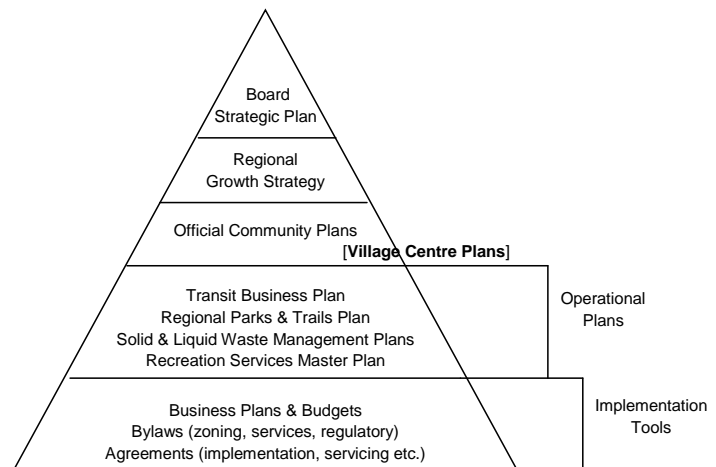 Board
Strategic Plan
Regional
Growth Strategy
Official Community Plans
[Village Centre Plans]
Transit Business Plan
Regional Parks & Trails Plan
Solid & Liquid Waste Management Plans
Recreation Services Master Plan
Operational
Plans
Business Plans & Budgets
Bylaws (zoning, services, regulatory)
Agreements (implementation, servicing etc.)
Implementation
Tools